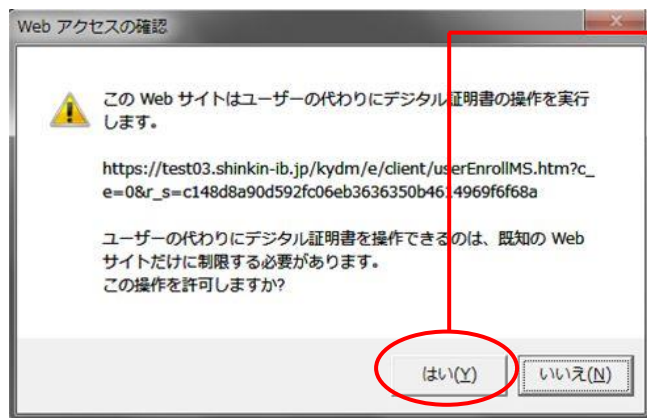 Web アクセスの確認
この Web サイトはユーザーの代わりにデジタル証明書の操作を実行
します。
https://test03.shinkin-ib.jp/kydm/e/client/userEnrollMS.htm?c_
e=0&r_s=c148d8a90d592fc06eb3636350b4614969f6f68a
ユーザーの代わりにデジタル証明書を操作できるのは、既知の Web
サイトだけに制限する必要があります。
この操作を許可しますか?
はい(Y) いいえ(N)